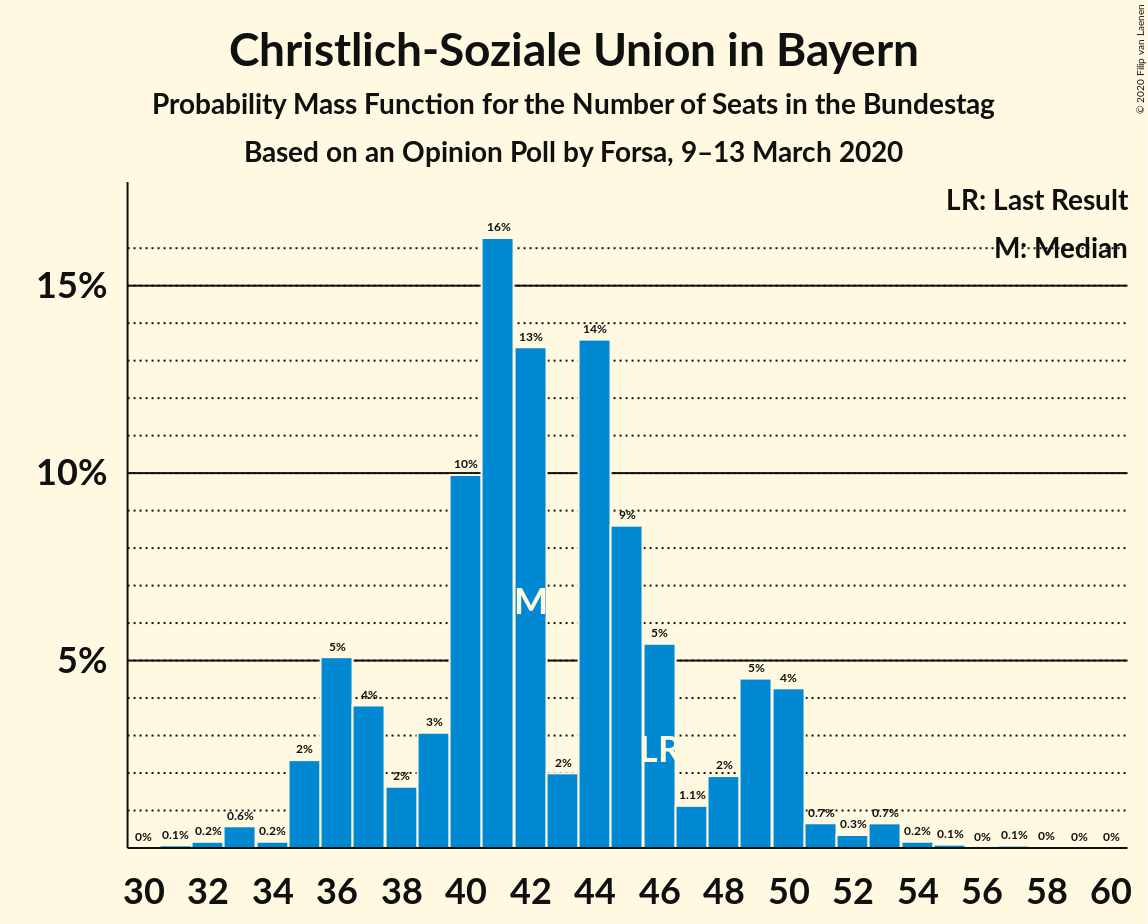 Christlich-Soziale Union in Bayern
Probability Mass Function for the Number of Seats in the Bundestag
Based on an Opinion Poll by Forsa, 9–13 March 2020
© 2020 Filip van Laenen
LR: Last Result
M: Median
15%
10%
5%
0% 0.1% 0.2% 0.6% 0.2% 2% 5% 4% 2% 3% 10% 16% 13% 2% 14% 9% 5% 1.1% 2% 5% 4% 0.7% 0.3% 0.7% 0.2% 0.1% 0% 0.1% 0% 0% 0%
M
LR
30 32 34 36 38 40 42 44 46 48 50 52 54 56 58 60